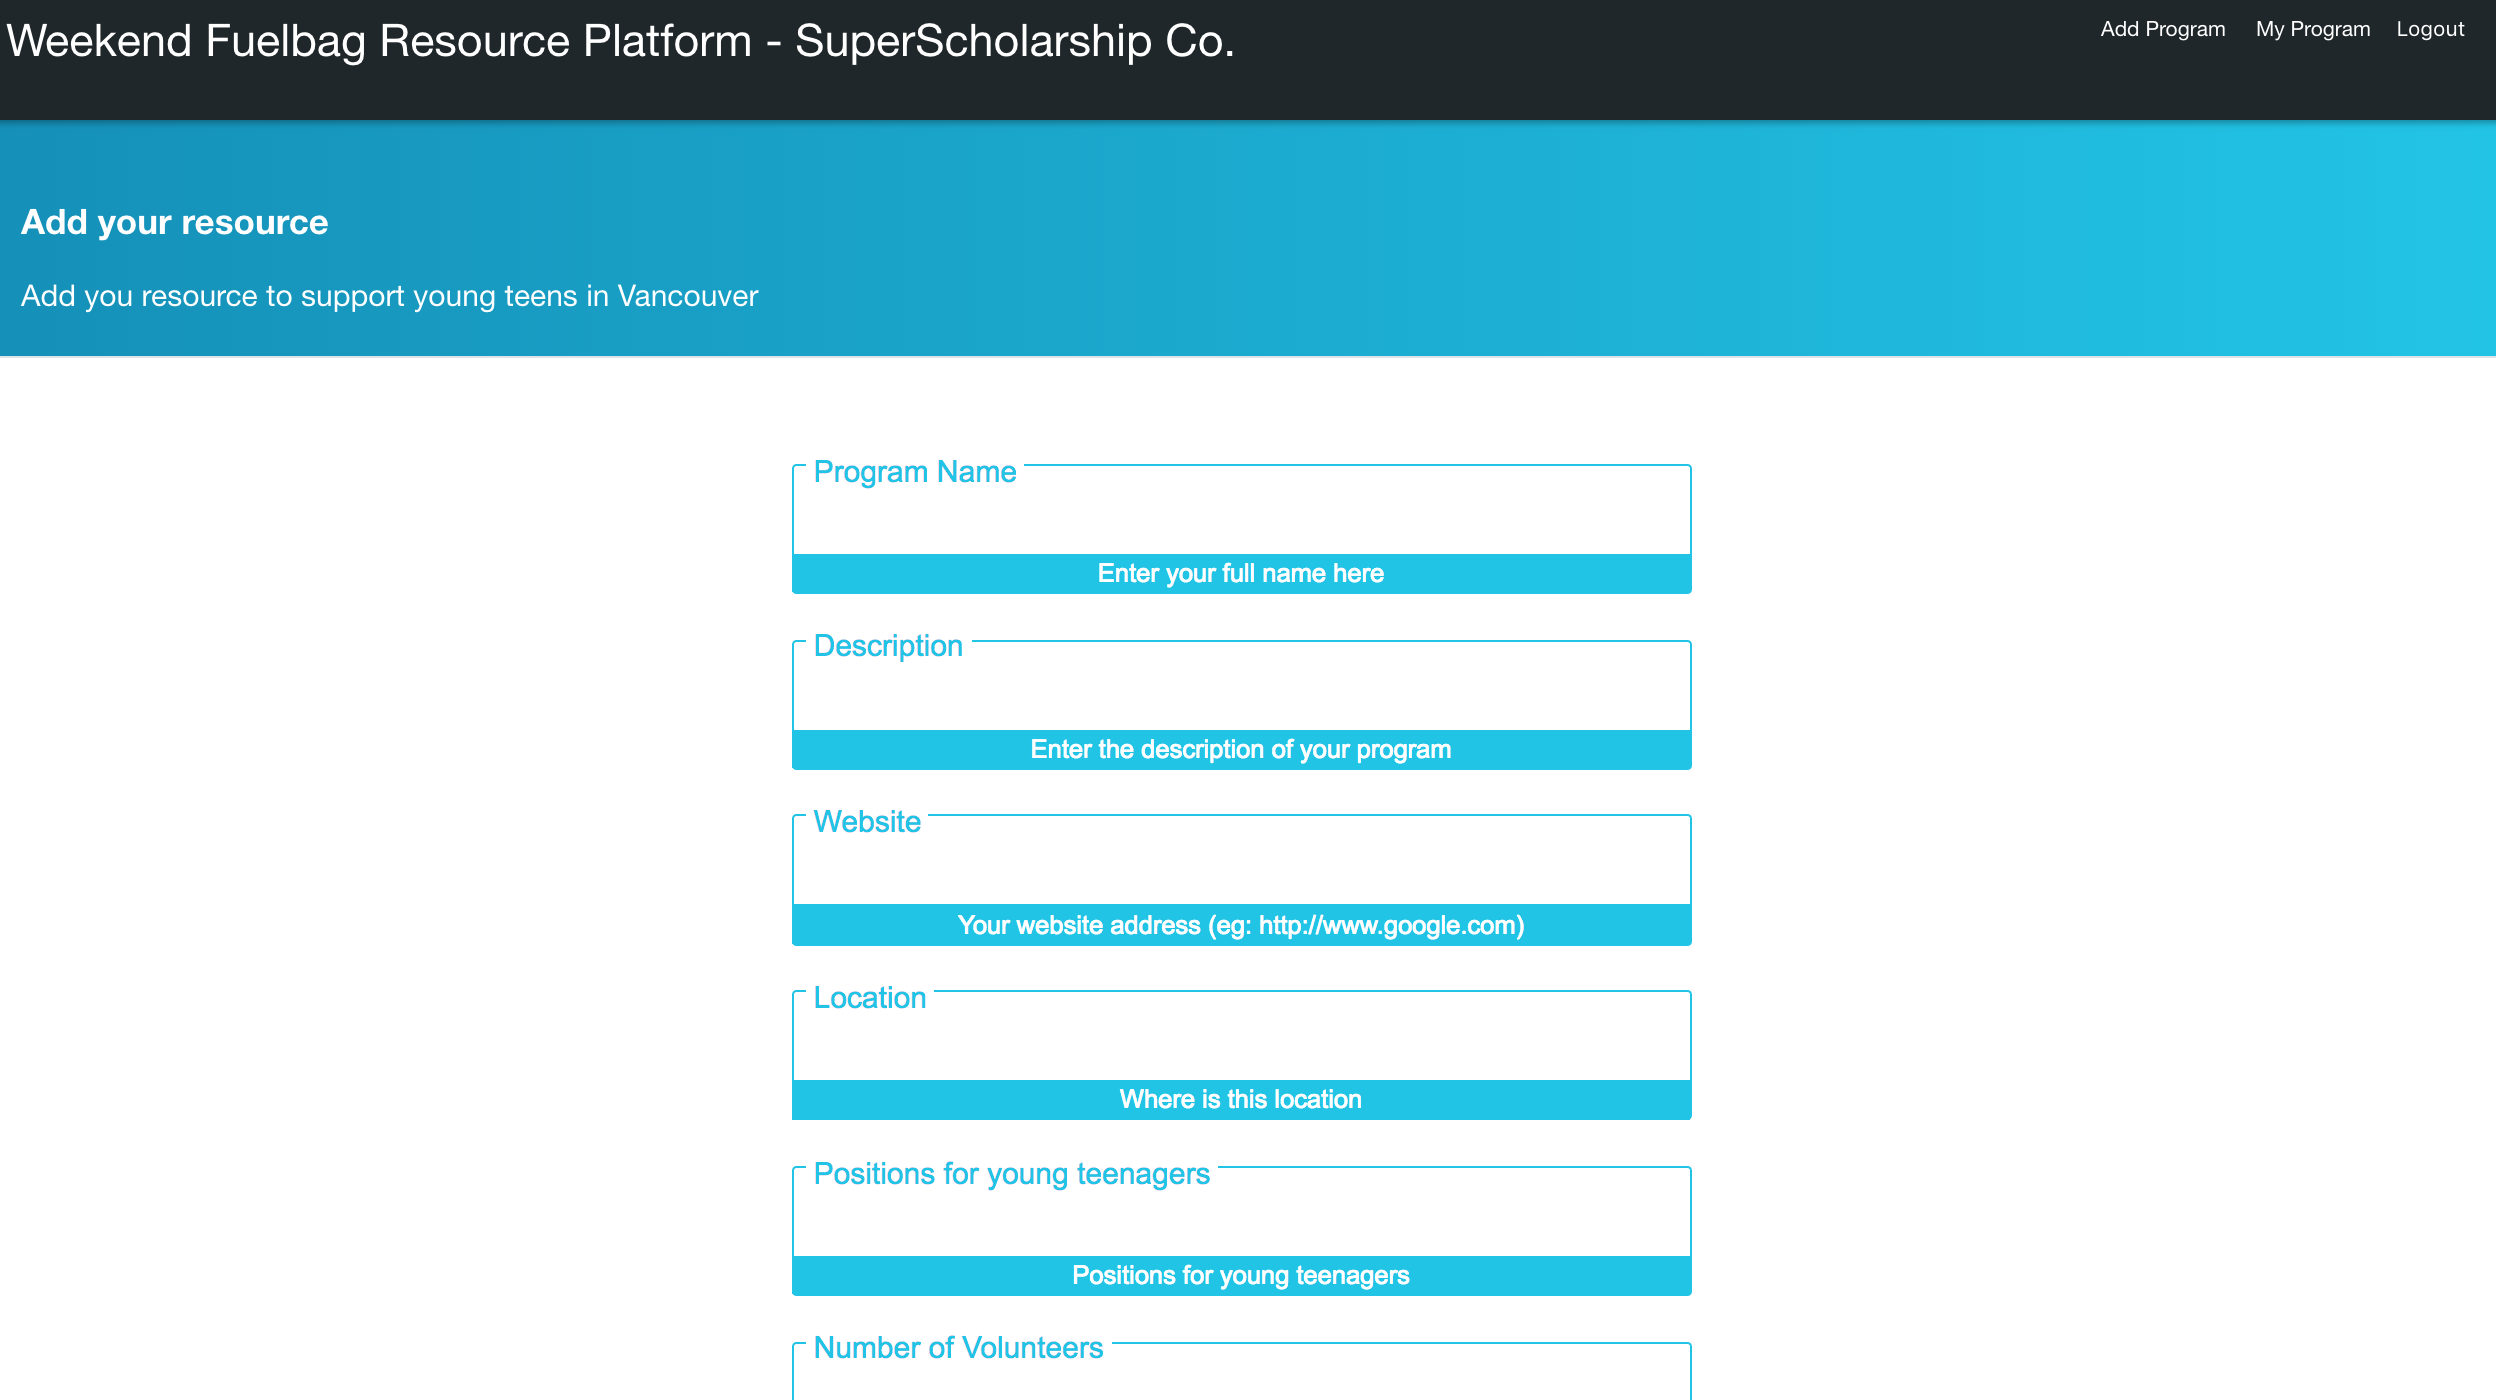 Weekend Fuelbag Resource Platform - SuperScholarship Co.
Add Program My Program Logout
Add your resource
Add you resource to support young teens in Vancouver
Program Name
Enter your full name here
Description
Enter the description of your program
Website
Your website address (eg: http://www.google.com)
Location
Where is this location
Positions for young teenagers
Positions for young teenagers
Number of Volunteers